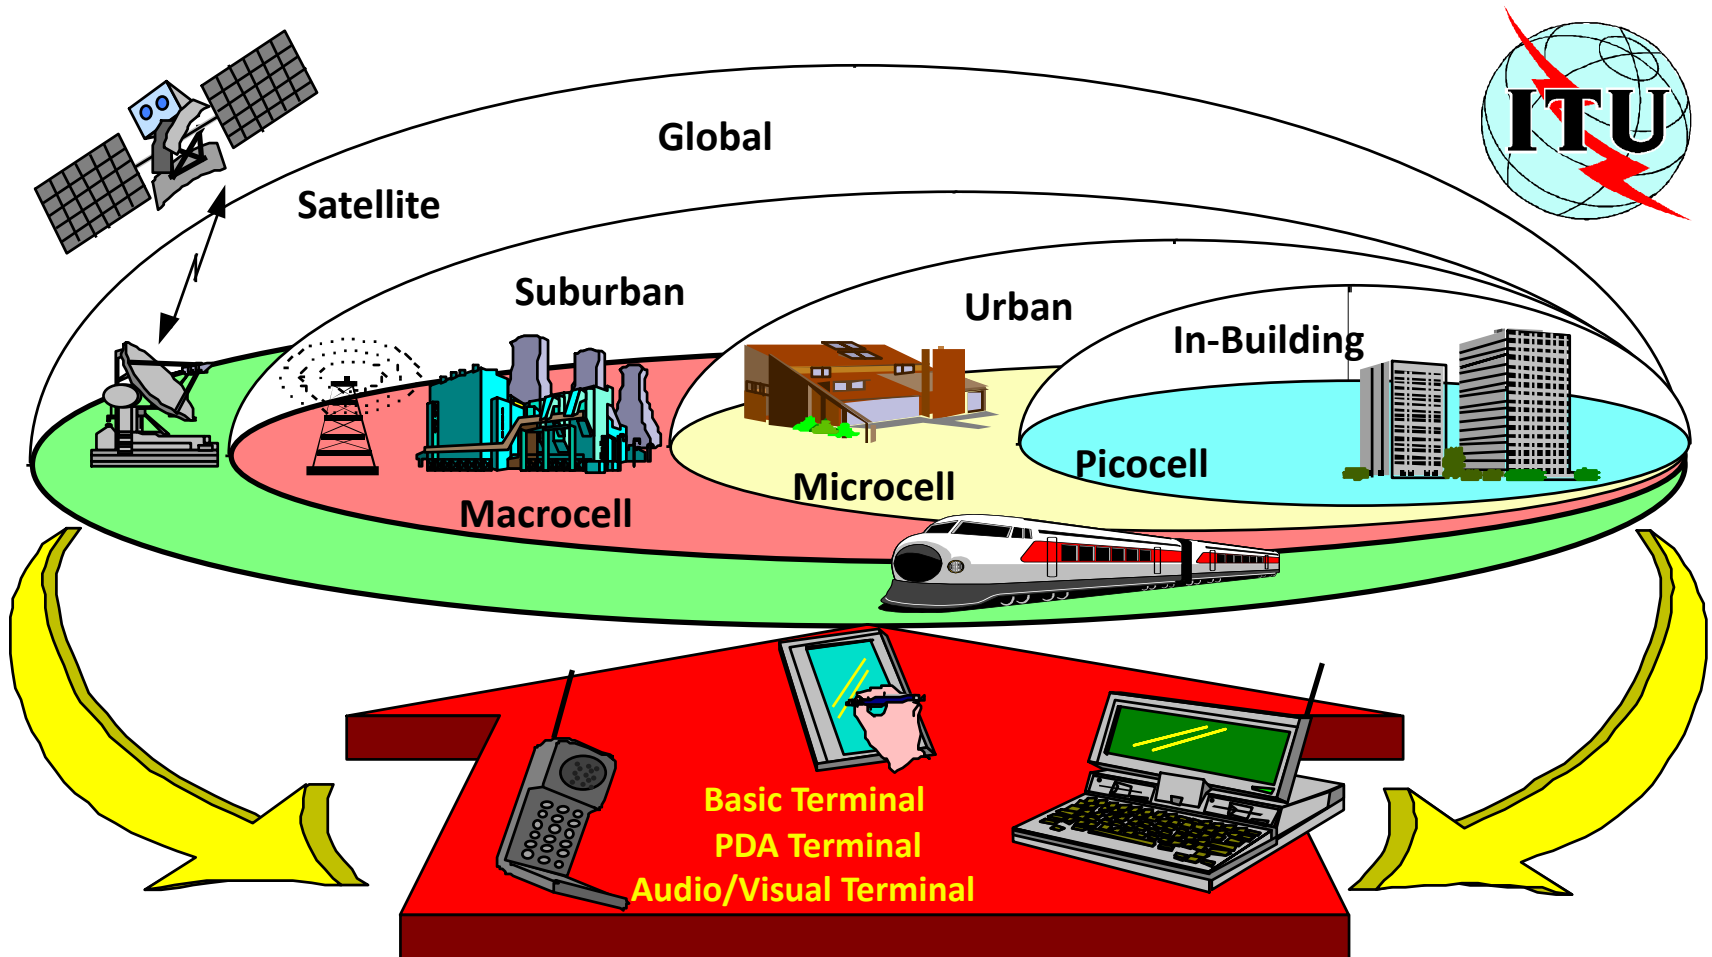 Global
ITU
Satellite
Suburban
Urban
In-Building
Picocell
Microcell
Macrocell
Basic Terminal
PDA Terminal
Audio/Visual Terminal